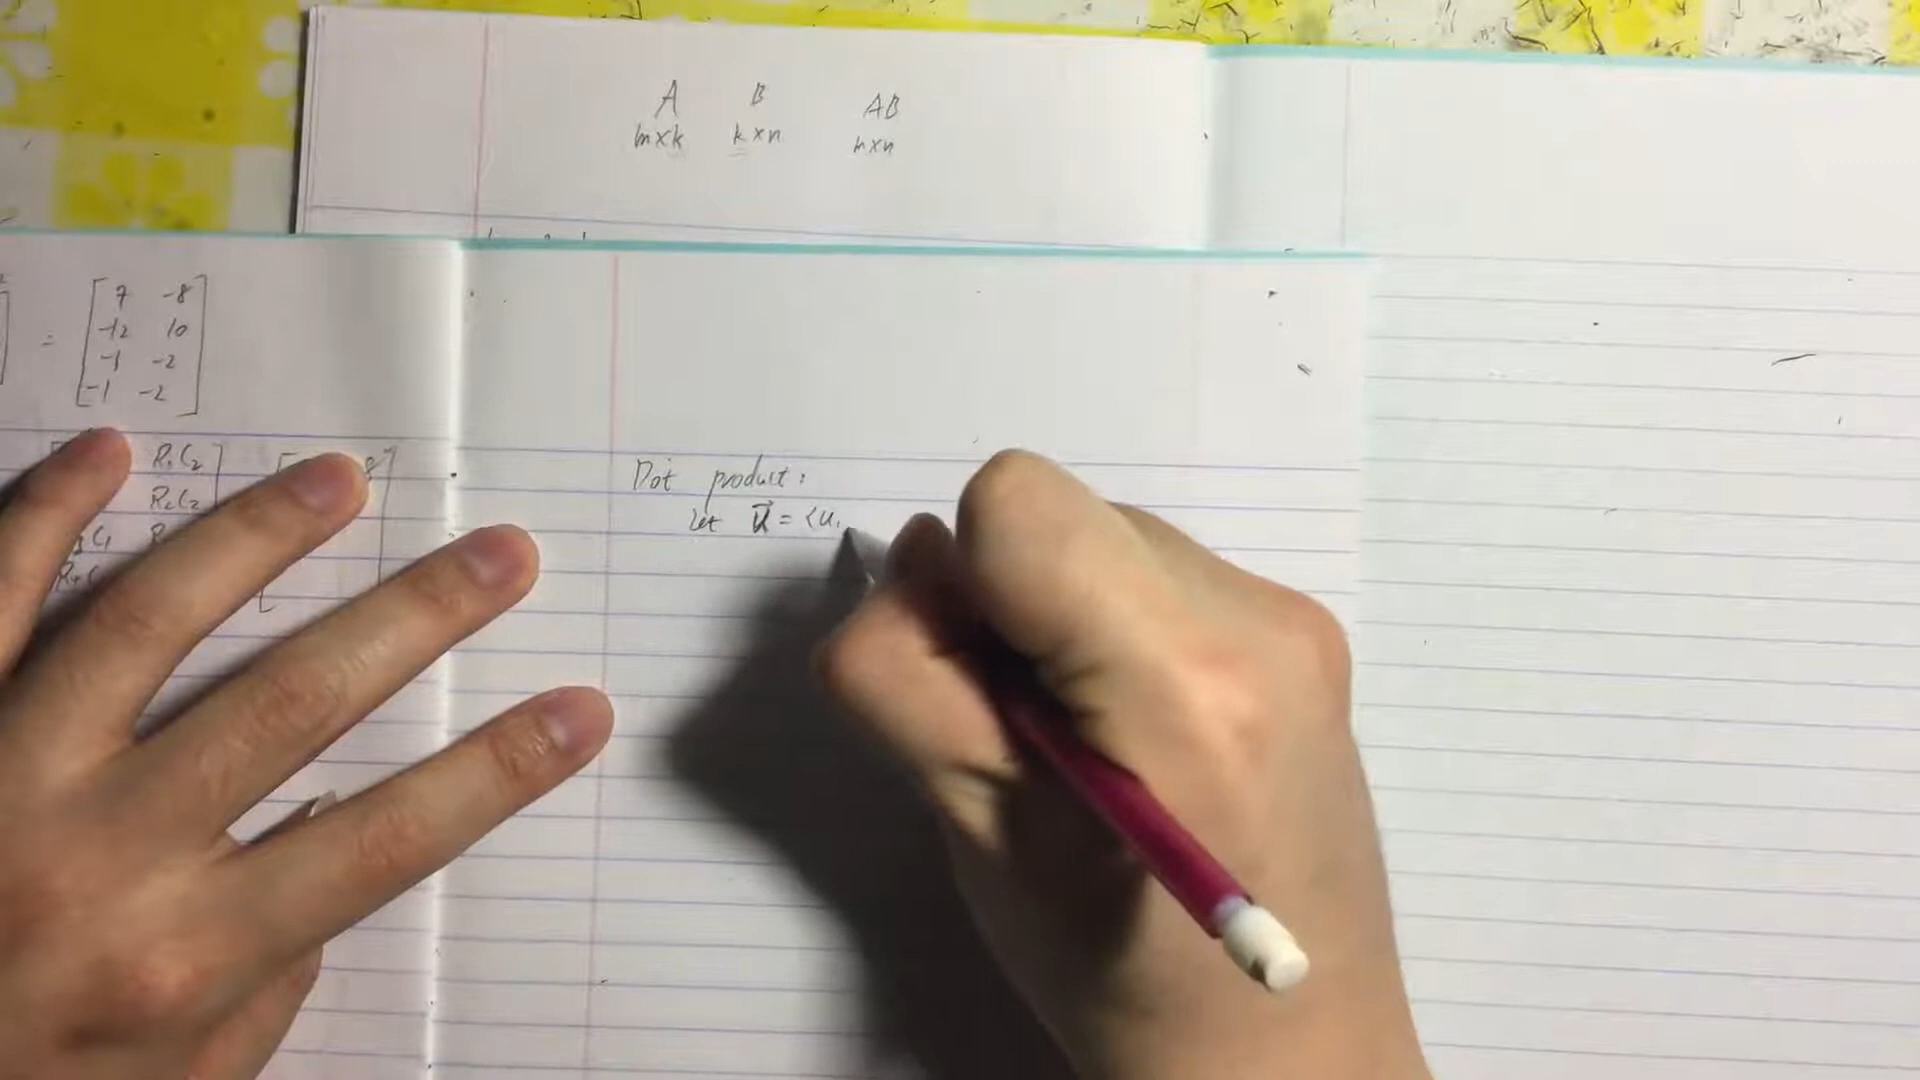 A B AB
m×k k×n m×n
= [ 7 -8
-12 10
-1 -2
-1 -2 ]
R₁C₂
R₂C₂
Dot product:
let u⃗ = <u₁